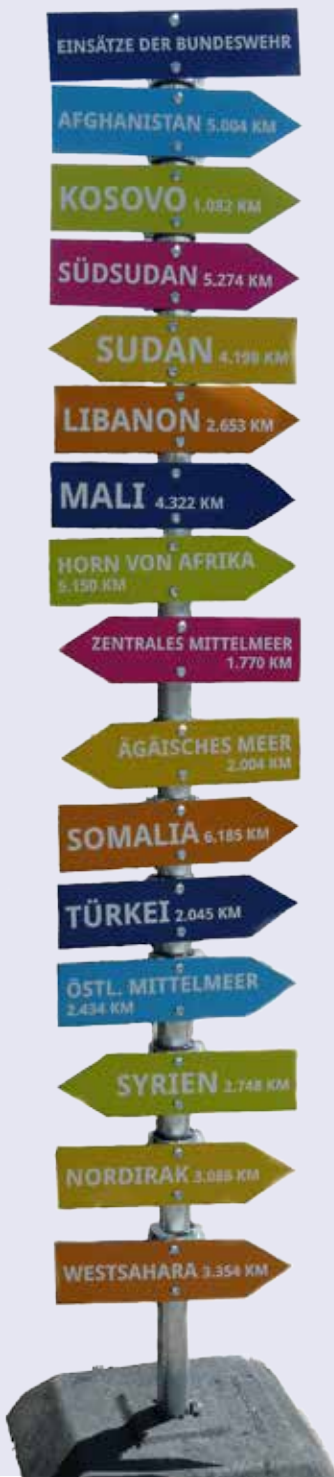 EINSÄTZE DER BUNDESWEHR
AFGHANISTAN 5.004 KM
KOSOVO 1.082 KM
SÜDSUDAN 5.274 KM
SUDAN 4.198 KM
LIBANON 2.653 KM
MALI 4.322 KM
HORN VON AFRIKA
5.150 KM
ZENTRALES MITTELMEER
1.770 KM
ÄGÄISCHES MEER
2.004 KM
SOMALIA 6.185 KM
TÜRKEI 2.045 KM
ÖSTL. MITTELMEER
2.434 KM
SYRIEN 2.748 KM
NORDIRAK 3.086 KM
WESTSAHARA 3.354 KM